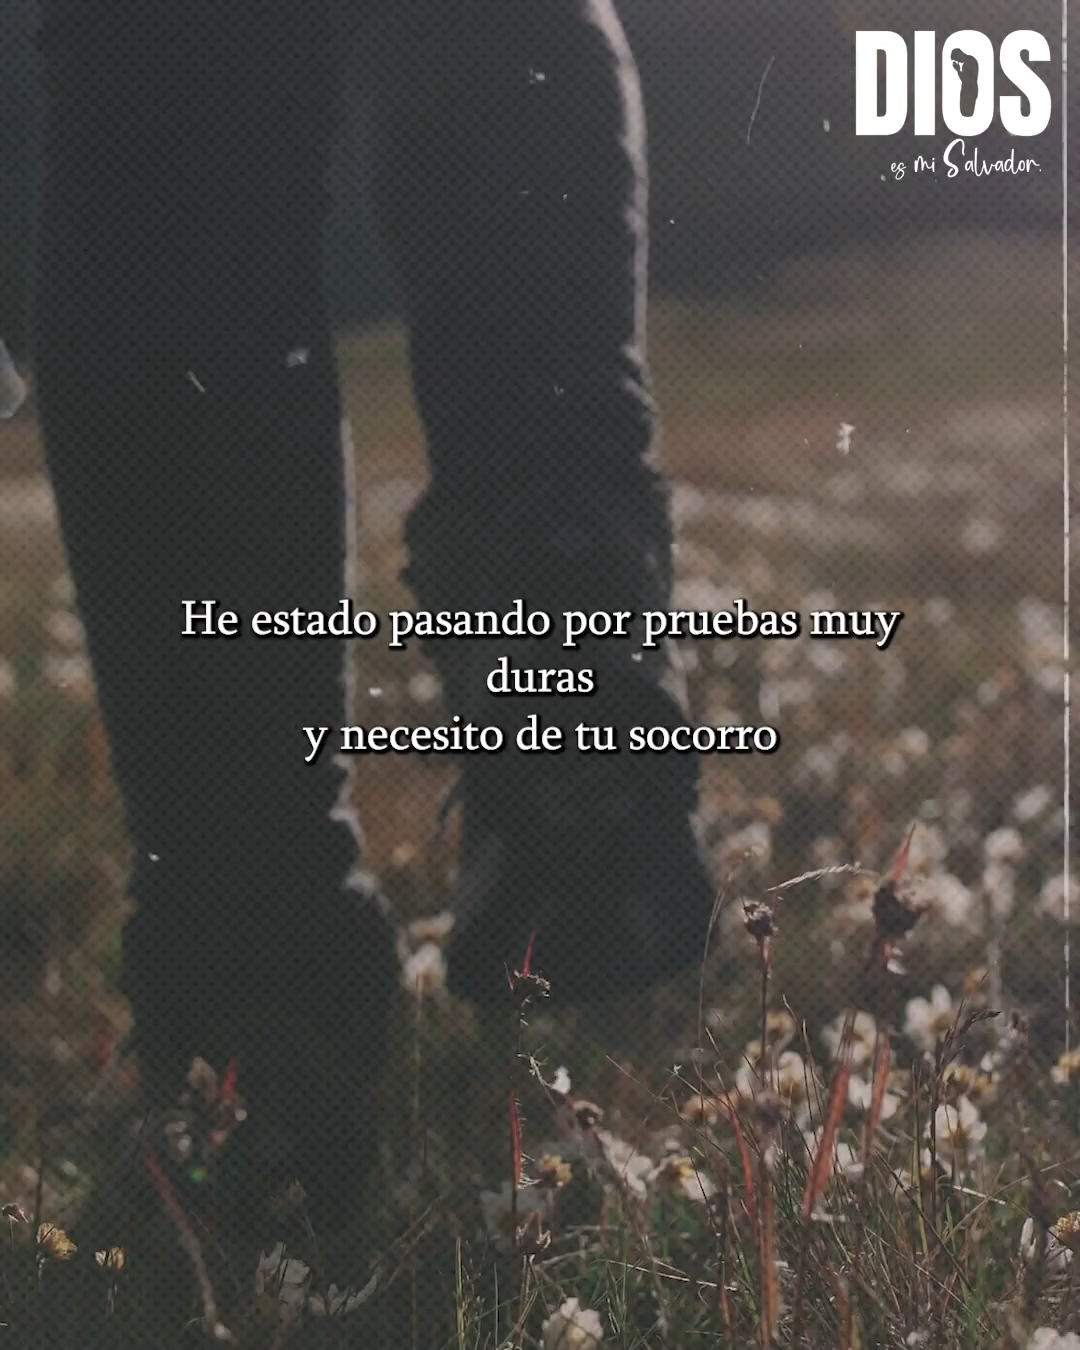 DIOS
es mi Salvador.
He estado pasando por pruebas muy
duras
y necesito de tu socorro